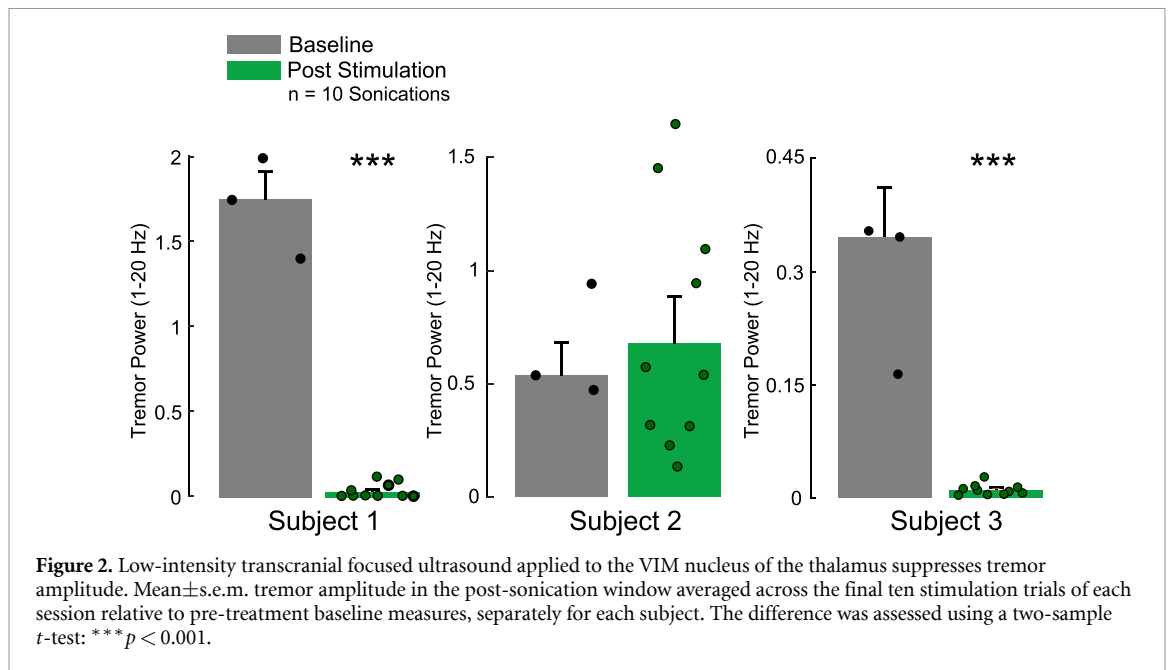 Baseline
Post Stimulation
n = 10 Sonications
Tremor Power (1-20 Hz)
2
1.5
1
0.5
0
***
Subject 1
Tremor Power (1-20 Hz)
1.5
1
0.5
0
Subject 2
Tremor Power (1-20 Hz)
0.45
0.3
0.15
0
***
Subject 3
Figure 2. Low-intensity transcranial focused ultrasound applied to the VIM nucleus of the thalamus suppresses tremor
amplitude. Mean±s.e.m. tremor amplitude in the post-sonication window averaged across the final ten stimulation trials of each
session relative to pre-treatment baseline measures, separately for each subject. The difference was assessed using a two-sample
t-test: ***p < 0.001.